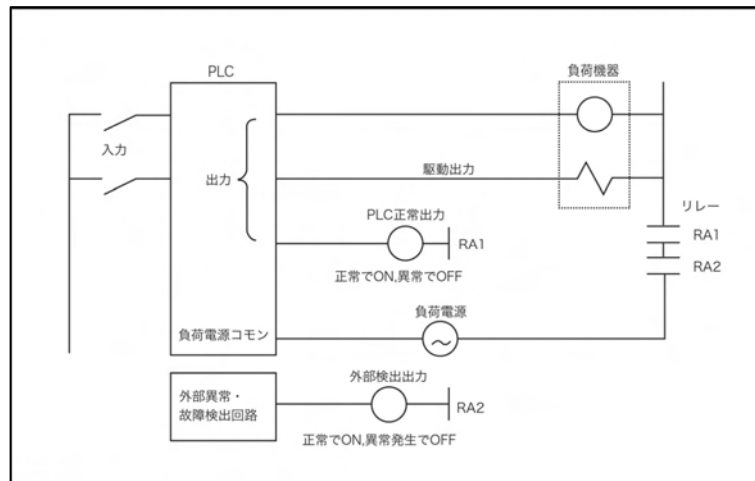 PLC
負荷機器
入力
出力
駆動出力
リレー
PLC正常出力
RA1
RA1
正常でON,異常でOFF
RA2
負荷電源
負荷電源コモン
外部異常・
故障検出回路
外部検出出力
RA2
正常でON,異常発生でOFF